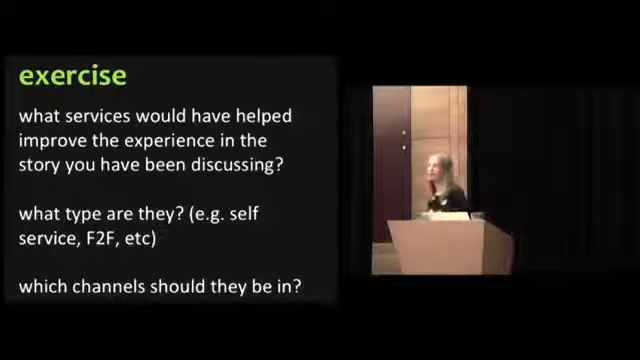 exercise
what services would have helped
improve the experience in the
story you have been discussing?
what type are they? (e.g. self
service, F2F, etc)
which channels should they be in?